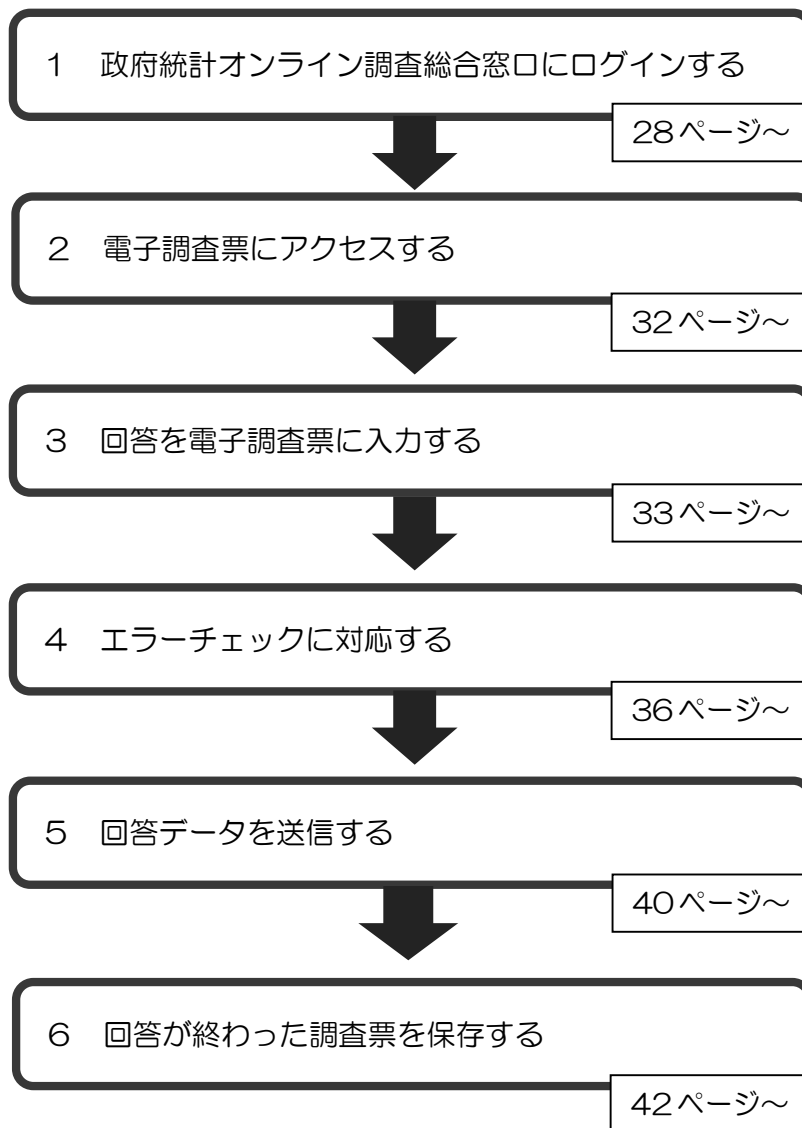 １　政府統計オンライン調査総合窓口にログインする
28ページ～
２　電子調査票にアクセスする
32ページ～
３　回答を電子調査票に入力する
33ページ～
４　エラーチェックに対応する
36ページ～
５　回答データを送信する
40ページ～
６　回答が終わった調査票を保存する
42ページ～